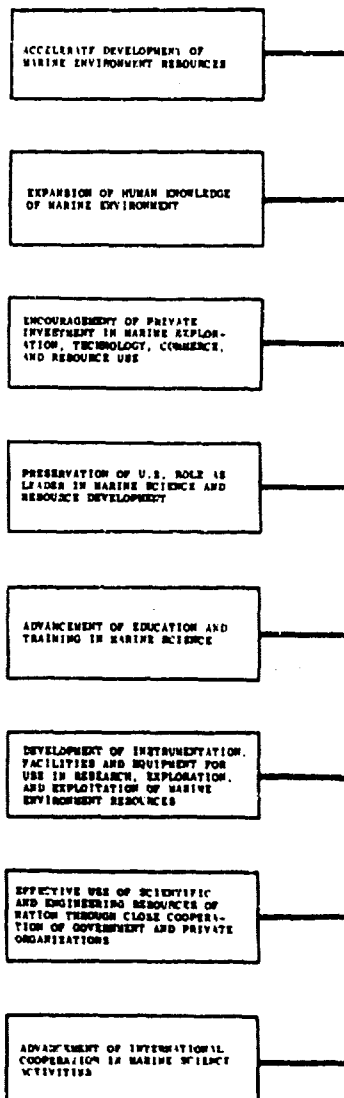 ACCELERATE DEVELOPMENT OF
MARINE ENVIRONMENT RESOURCES
EXPANSION OF HUMAN KNOWLEDGE
OF MARINE ENVIRONMENT
ENCOURAGEMENT OF PRIVATE
INVESTMENT IN MARINE EXPLOR-
ATION, TECHNOLOGY, COMMERCE,
AND RESOURCE USE
PRESERVATION OF U.S. ROLE AS
LEADER IN MARINE SCIENCE AND
RESOURCE DEVELOPMENT
ADVANCEMENT OF EDUCATION AND
TRAINING IN MARINE SCIENCE
DEVELOPMENT OF INSTRUMENTATION,
FACILITIES AND EQUIPMENT FOR
USE IN RESEARCH, EXPLORATION,
AND EXPLOITATION OF MARINE
ENVIRONMENT RESOURCES
EFFECTIVE USE OF SCIENTIFIC
AND ENGINEERING RESOURCES OF
NATION THROUGH CLOSE COOPERA-
TION OF GOVERNMENT AND PRIVATE
ORGANIZATIONS
ADVANCEMENT OF INTERNATIONAL
COOPERATION IN MARINE SCIENCE
ACTIVITIES